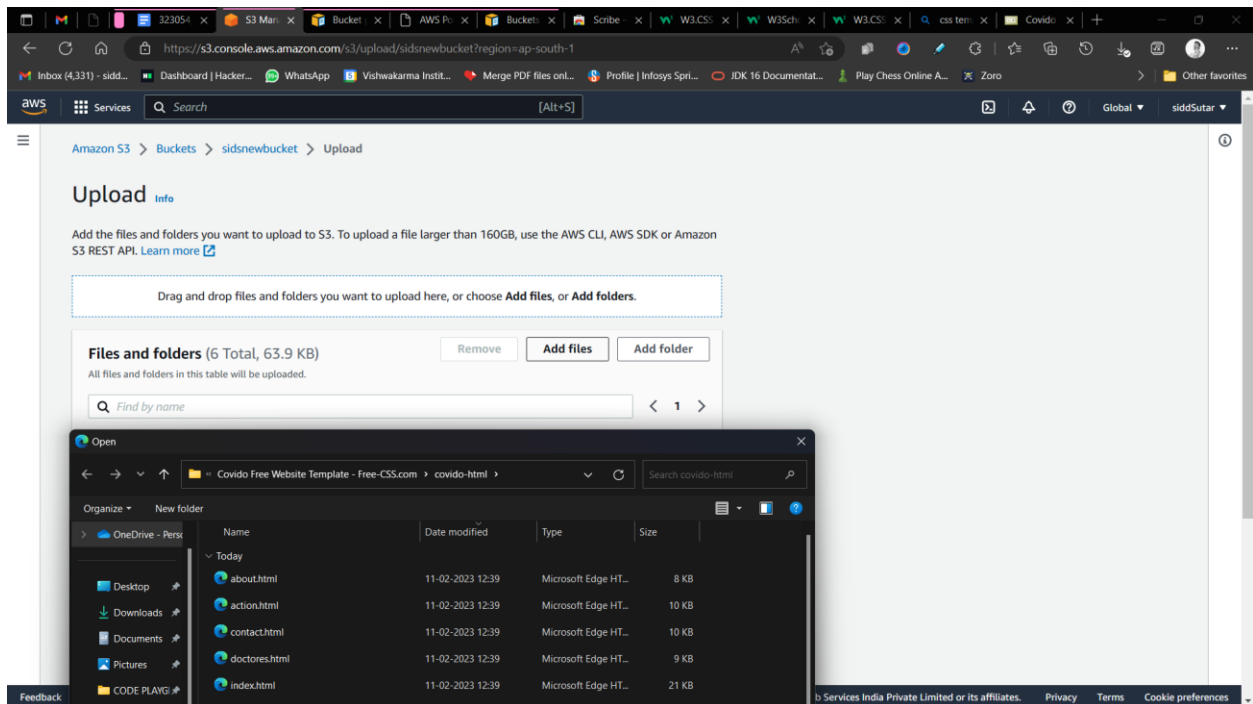 323054
S3 Man
Bucket
AWS Po
Buckets
Scribe -
W3.CSS
W3Sch
W3.CSS
css tem
Covido
https://s3.console.aws.amazon.com/s3/upload/sidsnewbucket?region=ap-south-1
Inbox (4,331) - sidd...
Dashboard | Hacker...
WhatsApp
Vishwakarma Instit...
Merge PDF files onl...
Profile | Infosys Spri...
JDK 16 Documentat...
Play Chess Online A...
Zoro
Other favorites
aws
Services
Search
[Alt+S]
Global
siddSutar
Amazon S3 > Buckets > sidsnewbucket > Upload
Upload Info
Add the files and folders you want to upload to S3. To upload a file larger than 160GB, use the AWS CLI, AWS SDK or Amazon
S3 REST API. Learn more
Drag and drop files and folders you want to upload here, or choose Add files, or Add folders.
Files and folders (6 Total, 63.9 KB)
Remove
Add files
Add folder
All files and folders in this table will be uploaded.
Find by name
< 1 >
Open
« Covido Free Website Template - Free-CSS.com › covido-html ›
Search covido-html
Organize
New folder
OneDrive - Perso
Desktop
Downloads
Documents
Pictures
CODE PLAYG
Name Date modified Type Size
Today
about.html 11-02-2023 12:39 Microsoft Edge HT... 8 KB
action.html 11-02-2023 12:39 Microsoft Edge HT... 10 KB
contact.html 11-02-2023 12:39 Microsoft Edge HT... 10 KB
doctores.html 11-02-2023 12:39 Microsoft Edge HT... 9 KB
index.html 11-02-2023 12:39 Microsoft Edge HT... 21 KB
Feedback
b Services India Private Limited or its affiliates.
Privacy
Terms
Cookie preferences